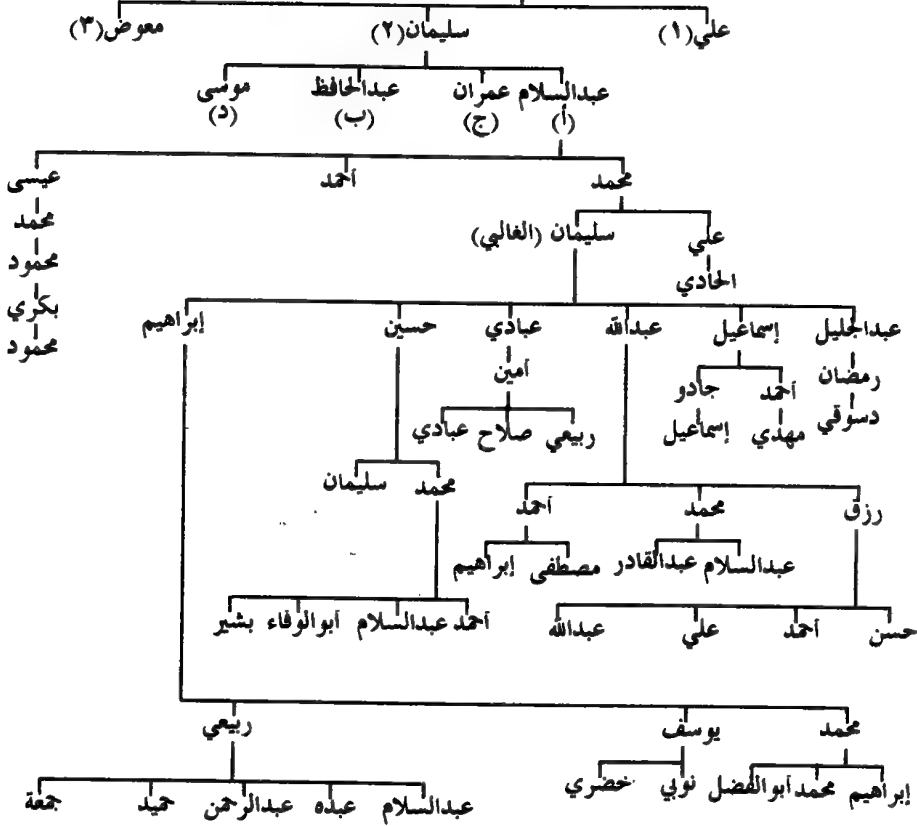 علي (١) سليمان (٢) معوض (٣)
عبدالسلام عمران عبدالحافظ موسى
(أ) (ج) (ب) (د)
محمد أحمد عيسى
محمد
علي سليمان (الغالبي)
محمود
الحادي
بكري
عبدالجليل إسماعيل عبدالله عبادي حسين إبراهيم
محمود
رمضان أحمد جادو أمين
دسوقي مهدي إسماعيل ربيعي صلاح عبادي
محمد سليمان
رزق محمد أحمد
عبدالسلام عبدالقادر مصطفى إبراهيم
أحمد عبدالسلام أبوالوفاء بشير
حسن أحمد علي عبدالله
محمد يوسف ربيعي
إبراهيم محمد أبوالفضل نوبي خضري
عبدالسلام عبده عبدالرحمن حميد جمعة